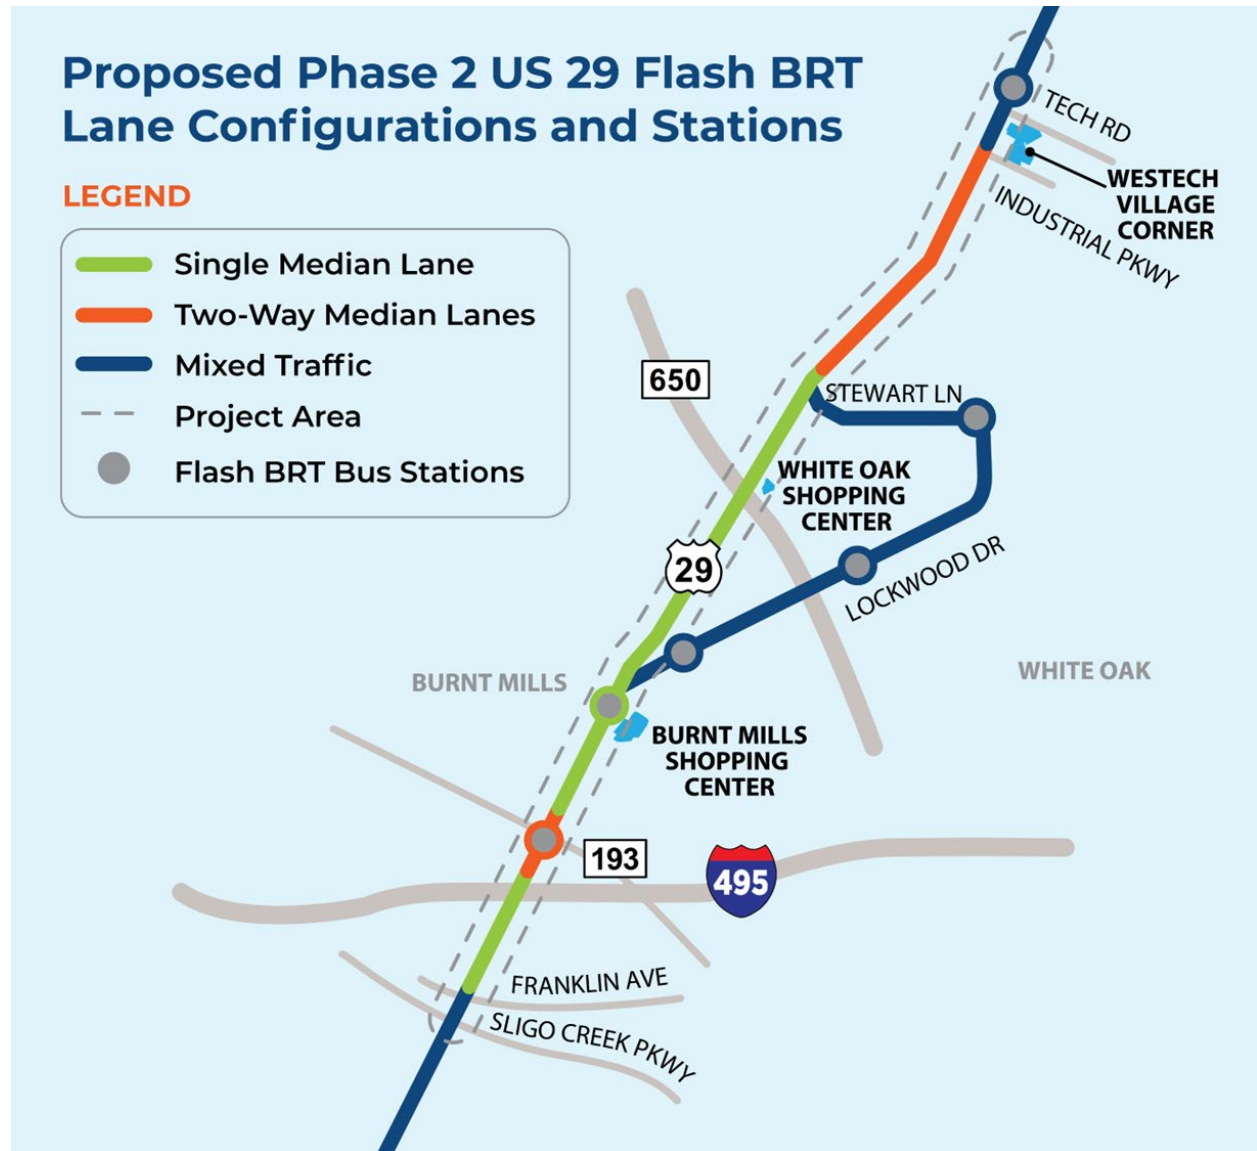 Proposed Phase 2 US 29 Flash BRT
Lane Configurations and Stations
LEGEND
Single Median Lane
Two-Way Median Lanes
Mixed Traffic
Project Area
Flash BRT Bus Stations
TECH RD
WESTECH
VILLAGE
CORNER
INDUSTRIAL PKWY
650
STEWART LN
WHITE OAK
SHOPPING
CENTER
29
LOCKWOOD DR
BURNT MILLS
WHITE OAK
BURNT MILLS
SHOPPING
CENTER
193
495
FRANKLIN AVE
SLIGO CREEK PKWY